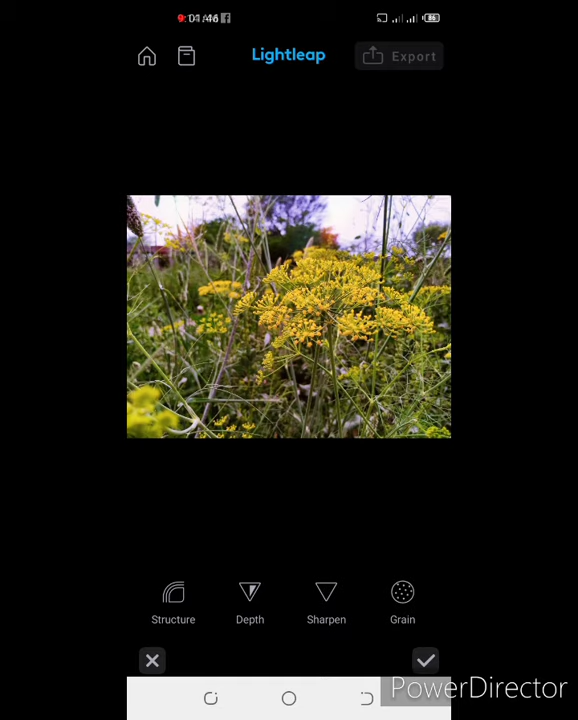 Lightleap
Export
Structure
Depth
Sharpen
Grain
PowerDirector